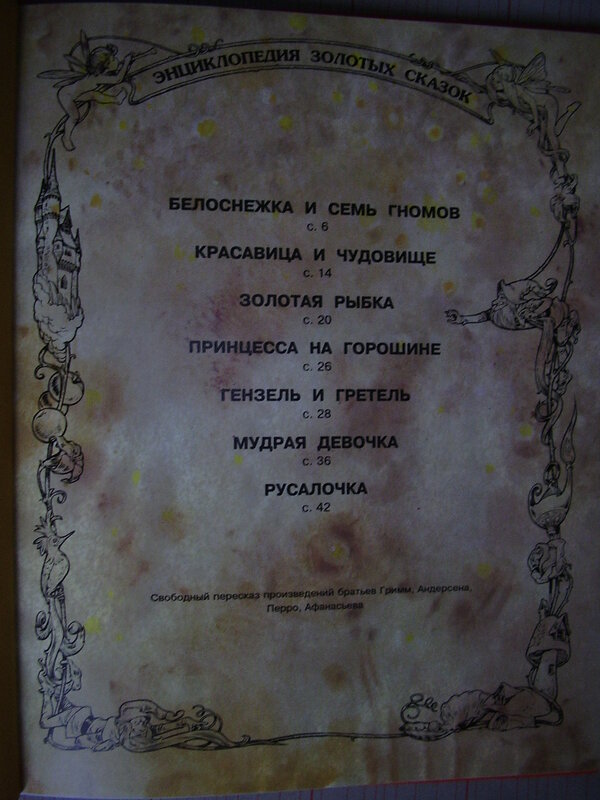 ЭНЦИКЛОПЕДИЯ ЗОЛОТЫХ СКАЗОК
БЕЛОСНЕЖКА И СЕМЬ ГНОМОВ
с. 6
КРАСАВИЦА И ЧУДОВИЩЕ
с. 14
ЗОЛОТАЯ РЫБКА
с. 20
ПРИНЦЕССА НА ГОРОШИНЕ
с. 26
ГЕНЗЕЛЬ И ГРЕТЕЛЬ
с. 28
МУДРАЯ ДЕВОЧКА
с. 36
РУСАЛОЧКА
с. 42
Свободный пересказ произведений братьев Гримм, Андерсена,
Перро, Афанасьева